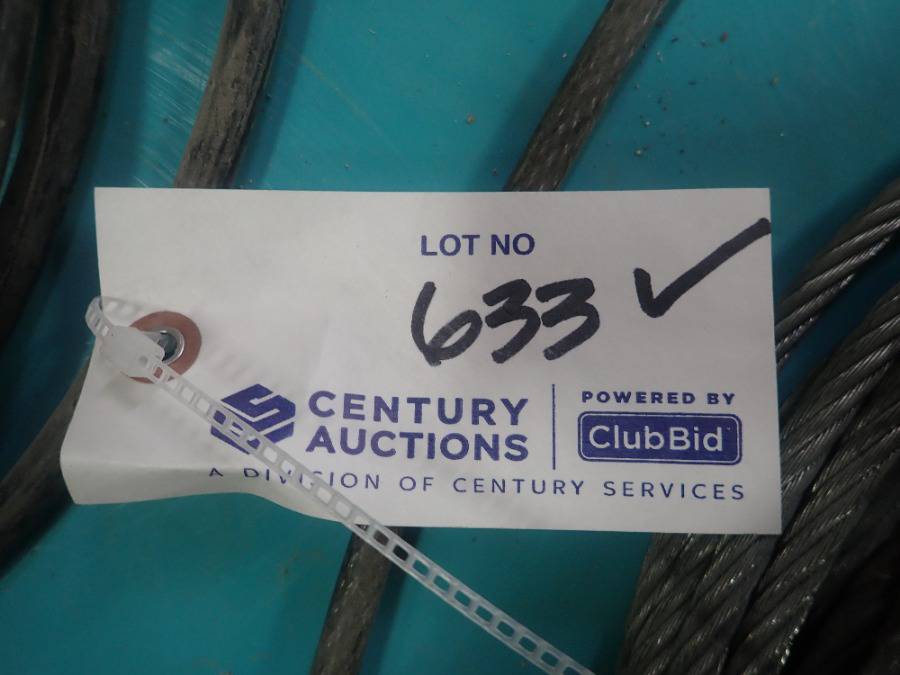 LOT NO
633 ✓
CENTURY
AUCTIONS
POWERED BY
ClubBid
A DIVISION OF CENTURY SERVICES